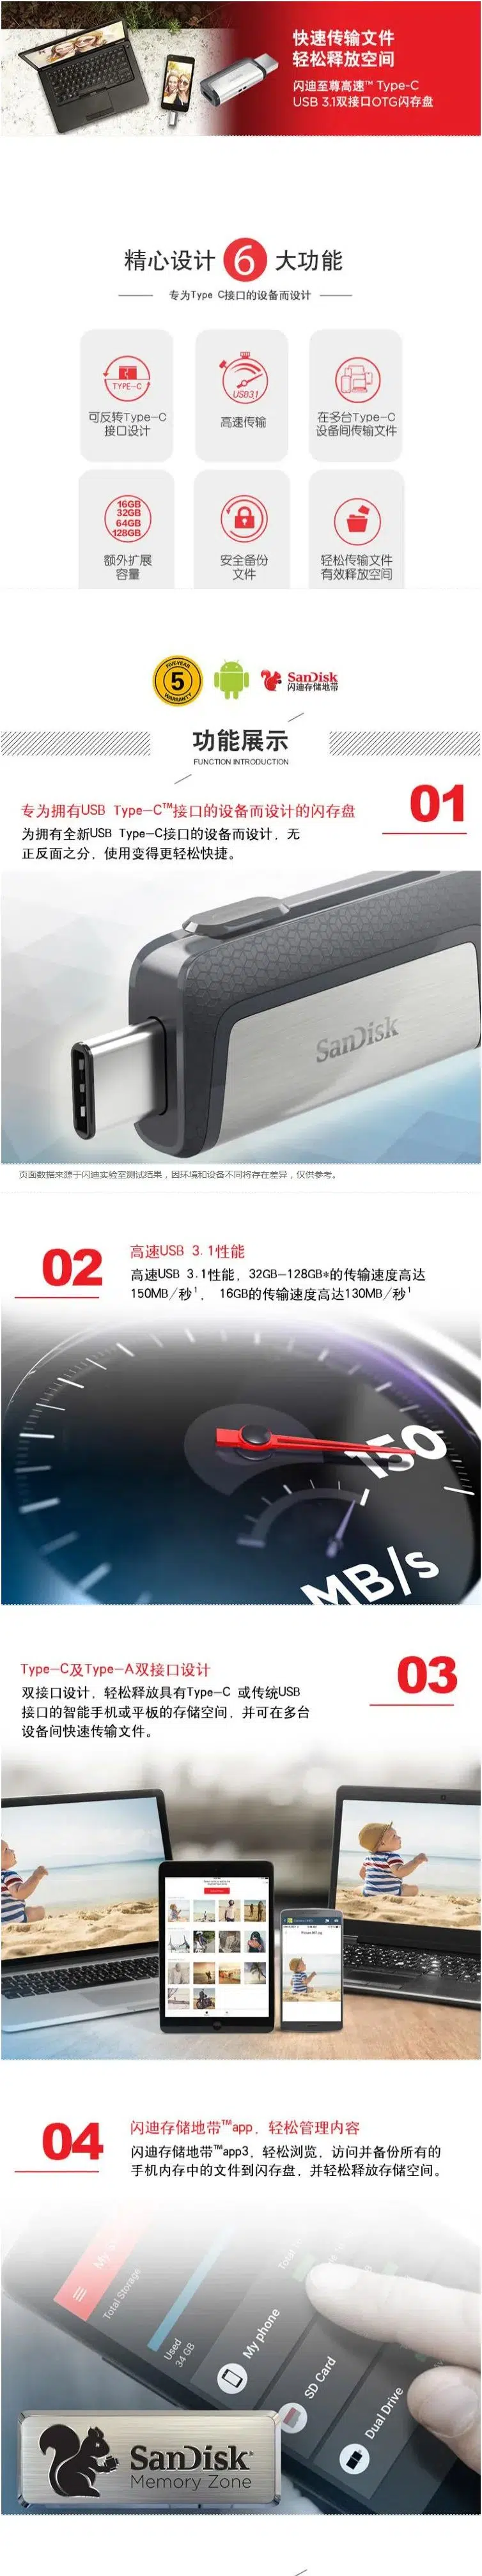 快速传输文件
轻松释放空间
闪迪至尊高速™ Type-C
USB 3.1双接口OTG闪存盘
精心设计 6 大功能
专为Type C接口的设备而设计
TYPE-C
可反转Type-C
接口设计
USB3.1
高速传输
在多台Type-C
设备间传输文件
16GB
32GB
64GB
128GB
额外扩展
容量
安全备份
文件
轻松传输文件
有效释放空间
FIVE-YEAR
5
WARRANTY
SanDisk
闪迪存储地带
功能展示
FUNCTION INTRODUCTION
01
专为拥有USB Type-C™接口的设备而设计的闪存盘
为拥有全新USB Type-C接口的设备而设计，无
正反面之分，使用变得更轻松快捷。
SanDisk
页面数据来源于闪迪实验室测试结果，因环境和设备不同将存在差异，仅供参考。
02
高速USB 3.1性能
高速USB 3.1性能，32GB-128GB*的传输速度高达
150MB/秒¹， 16GB的传输速度高达130MB/秒¹
150
MB/s
03
Type-C及Type-A双接口设计
双接口设计，轻松释放具有Type-C 或传统USB
接口的智能手机或平板的存储空间，并可在多台
设备间快速传输文件。
04
闪迪存储地带™app，轻松管理内容
闪迪存储地带™app3，轻松浏览，访问并备份所有的
手机内存中的文件到闪存盘，并轻松释放存储空间。
Total Storage
Used
34 GB
My phone
SD Card
Dual Drive
SanDisk
Memory Zone